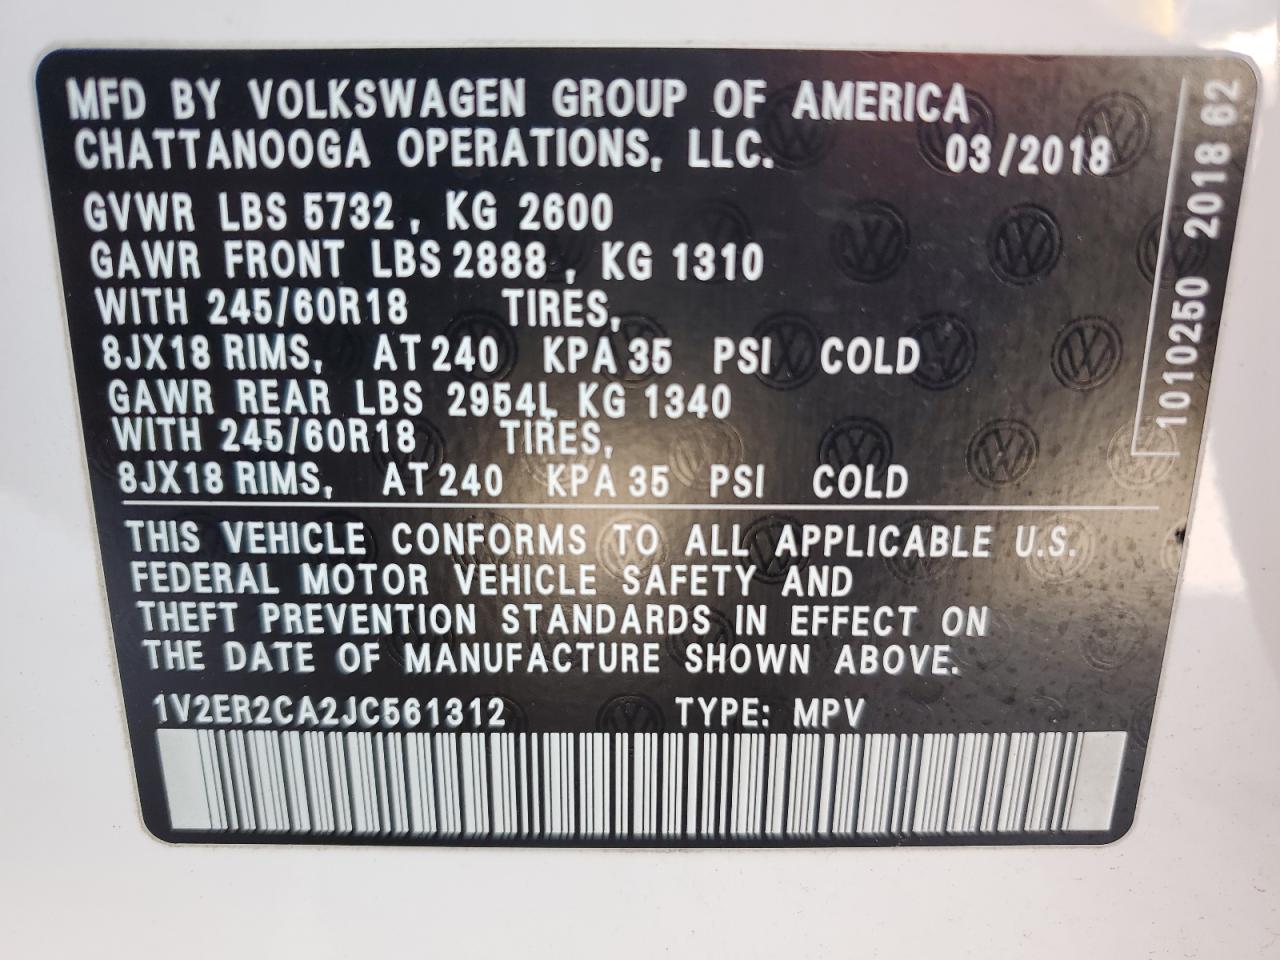 MFD BY VOLKSWAGEN GROUP OF AMERICA
CHATTANOOGA OPERATIONS, LLC. 03/2018
GVWR LBS 5732 , KG 2600
GAWR FRONT LBS 2888 , KG 1310
WITH 245/60R18 TIRES,
8JX18 RIMS, AT 240 KPA 35 PSI COLD
GAWR REAR LBS 2954L KG 1340
WITH 245/60R18 TIRES,
8JX18 RIMS, AT 240 KPA 35 PSI COLD
THIS VEHICLE CONFORMS TO ALL APPLICABLE U.S.
FEDERAL MOTOR VEHICLE SAFETY AND
THEFT PREVENTION STANDARDS IN EFFECT ON
THE DATE OF MANUFACTURE SHOWN ABOVE.
1V2ER2CA2JC561312 TYPE: MPV
1010250 2018 62